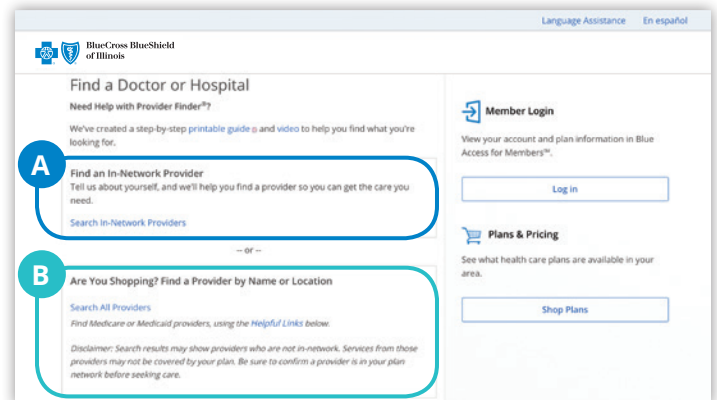 Language Assistance En español
BlueCross BlueShield
of Illinois
Find a Doctor or Hospital
Need Help with Provider Finder®?
We've created a step-by-step printable guide and video to help you find what you're
looking for.
A
Find an In-Network Provider
Tell us about yourself, and we'll help you find a provider so you can get the care you
need.
Search In-Network Providers
-- or --
B
Are You Shopping? Find a Provider by Name or Location
Search All Providers
Find Medicare or Medicaid providers, using the Helpful Links below.
Disclaimer: Search results may show providers who are not in-network. Services from those
providers may not be covered by your plan. Be sure to confirm a provider is in your plan
network before seeking care.
Member Login
View your account and plan information in Blue
Access for Members℠.
Log in
Plans & Pricing
See what health care plans are available in your
area.
Shop Plans